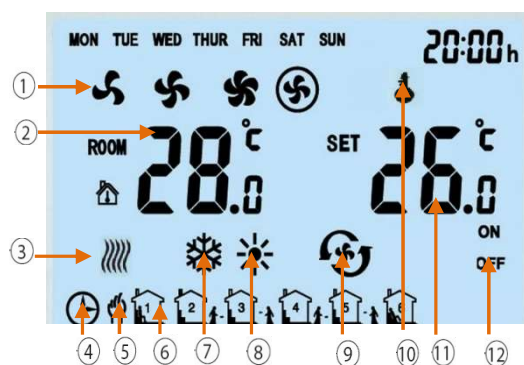 MON TUE WED THUR FRI SAT SUN 20:00h
①
② ROOM 28.0 °C SET 26.0 °C
③ ON
OFF
1 2 3 4 5 6
④ ⑤ ⑥ ⑦ ⑧ ⑨ ⑩ ⑪ ⑫